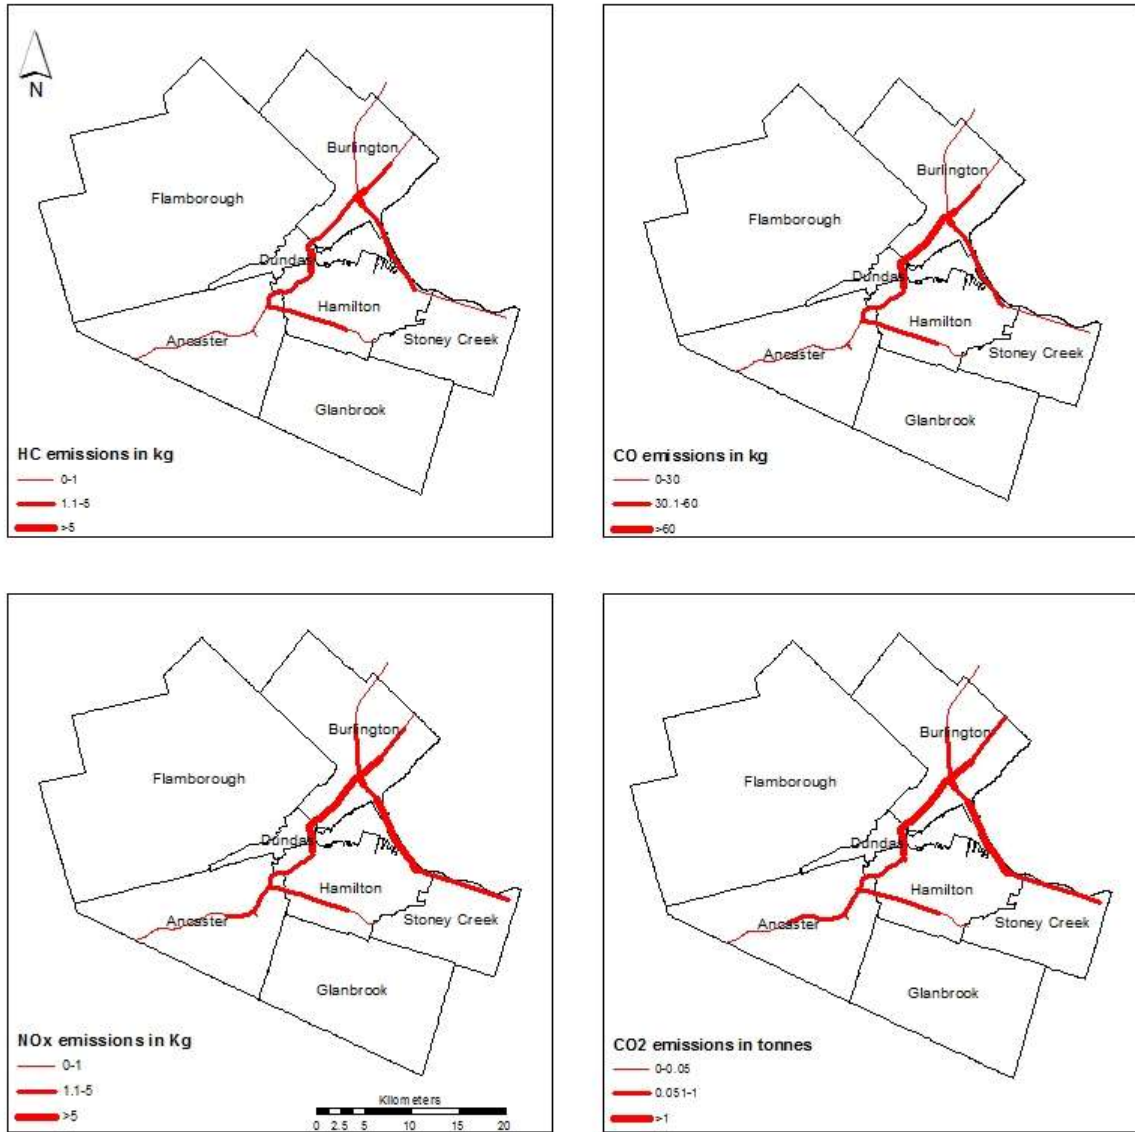 N
Burlington
Flamborough
Dundas
Hamilton
Ancaster
Stoney Creek
Glanbrook
HC emissions in kg
0-1
1.1-5
>5
Burlington
Flamborough
Dundas
Hamilton
Ancaster
Stoney Creek
Glanbrook
CO emissions in kg
0-30
30.1-60
>60
Burlington
Flamborough
Dundas
Hamilton
Ancaster
Stoney Creek
Glanbrook
NOx emissions in Kg
0-1
1.1-5
>5
Kilometers
0 2.5 5 10 15 20
Burlington
Flamborough
Dundas
Hamilton
Ancaster
Stoney Creek
Glanbrook
CO2 emissions in tonnes
0-0.05
0.051-1
>1